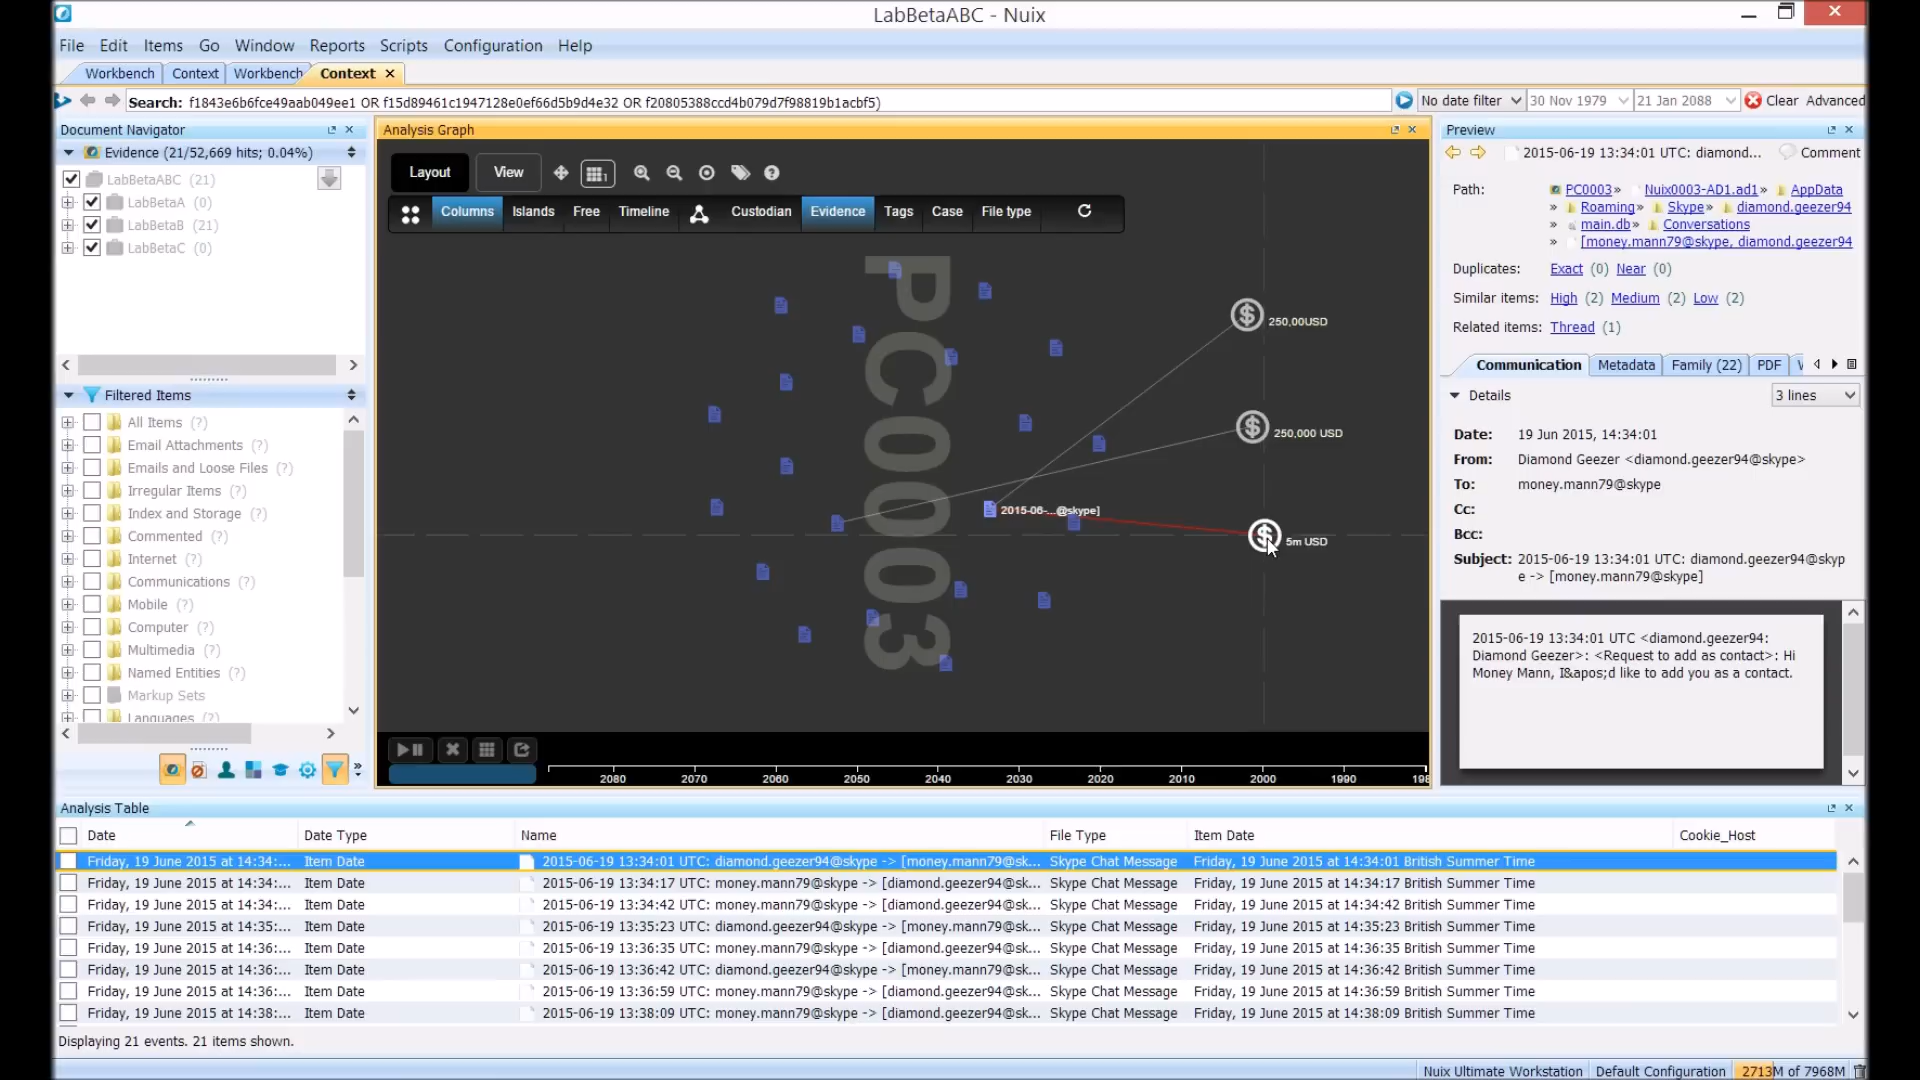 LabBetaABC - Nuix
File Edit Items Go Window Reports Scripts Configuration Help
Workbench Context Workbench Context
Search: f1843e6b6fce49aab049ee1 OR f15d89461c1947128e0ef66d5b9d4e32 OR f20805388ccd4b079d7f98819b1acbf5) No date filter 30 Nov 1979 21 Jan 2088 Clear Advanced
Document Navigator
Evidence (21/52,669 hits; 0.04%)
LabBetaABC (21)
LabBetaA (0)
LabBetaB (21)
LabBetaC (0)
Filtered Items
All Items (?)
Email Attachments (?)
Emails and Loose Files (?)
Irregular Items (?)
Index and Storage (?)
Commented (?)
Internet (?)
Communications (?)
Mobile (?)
Computer (?)
Multimedia (?)
Named Entities (?)
Markup Sets
Languages (?)
Analysis Graph
Layout View
Columns Islands Free Timeline Custodian Evidence Tags Case File type
PC0003
250,00USD
250,000 USD
2015-06-...@skype]
5m USD
2080 2070 2060 2050 2040 2030 2020 2010 2000 1990 198
Preview
2015-06-19 13:34:01 UTC: diamond... Comment
Path: PC0003» Nuix0003-AD1.ad1» AppData
» Roaming» Skype» diamond.geezer94
» main.db» Conversations
» [money.mann79@skype, diamond.geezer94
Duplicates: Exact (0) Near (0)
Similar items: High (2) Medium (2) Low (2)
Related items: Thread (1)
Communication Metadata Family (22) PDF
Details 3 lines
Date: 19 Jun 2015, 14:34:01
From: Diamond Geezer <diamond.geezer94@skype>
To: money.mann79@skype
Cc:
Bcc:
Subject: 2015-06-19 13:34:01 UTC: diamond.geezer94@skyp
e -> [money.mann79@skype]
2015-06-19 13:34:01 UTC <diamond.geezer94:
Diamond Geezer>: <Request to add as contact>: Hi
Money Mann, I&apos;d like to add you as a contact.
Analysis Table
Date Date Type Name File Type Item Date Cookie_Host
Friday, 19 June 2015 at 14:34:... Item Date 2015-06-19 13:34:01 UTC: diamond.geezer94@skype -> [money.mann79@sk... Skype Chat Message Friday, 19 June 2015 at 14:34:01 British Summer Time
Friday, 19 June 2015 at 14:34:... Item Date 2015-06-19 13:34:17 UTC: money.mann79@skype -> [diamond.geezer94@sk... Skype Chat Message Friday, 19 June 2015 at 14:34:17 British Summer Time
Friday, 19 June 2015 at 14:34:... Item Date 2015-06-19 13:34:42 UTC: money.mann79@skype -> [diamond.geezer94@sk... Skype Chat Message Friday, 19 June 2015 at 14:34:42 British Summer Time
Friday, 19 June 2015 at 14:35:... Item Date 2015-06-19 13:35:23 UTC: diamond.geezer94@skype -> [money.mann79@sk... Skype Chat Message Friday, 19 June 2015 at 14:35:23 British Summer Time
Friday, 19 June 2015 at 14:36:... Item Date 2015-06-19 13:36:35 UTC: money.mann79@skype -> [diamond.geezer94@sk... Skype Chat Message Friday, 19 June 2015 at 14:36:35 British Summer Time
Friday, 19 June 2015 at 14:36:... Item Date 2015-06-19 13:36:42 UTC: diamond.geezer94@skype -> [money.mann79@sk... Skype Chat Message Friday, 19 June 2015 at 14:36:42 British Summer Time
Friday, 19 June 2015 at 14:36:... Item Date 2015-06-19 13:36:59 UTC: money.mann79@skype -> [diamond.geezer94@sk... Skype Chat Message Friday, 19 June 2015 at 14:36:59 British Summer Time
Friday, 19 June 2015 at 14:38:... Item Date 2015-06-19 13:38:09 UTC: money.mann79@skype -> [diamond.geezer94@sk... Skype Chat Message Friday, 19 June 2015 at 14:38:09 British Summer Time
Displaying 21 events. 21 items shown.
Nuix Ultimate Workstation Default Configuration 2713M of 7968M